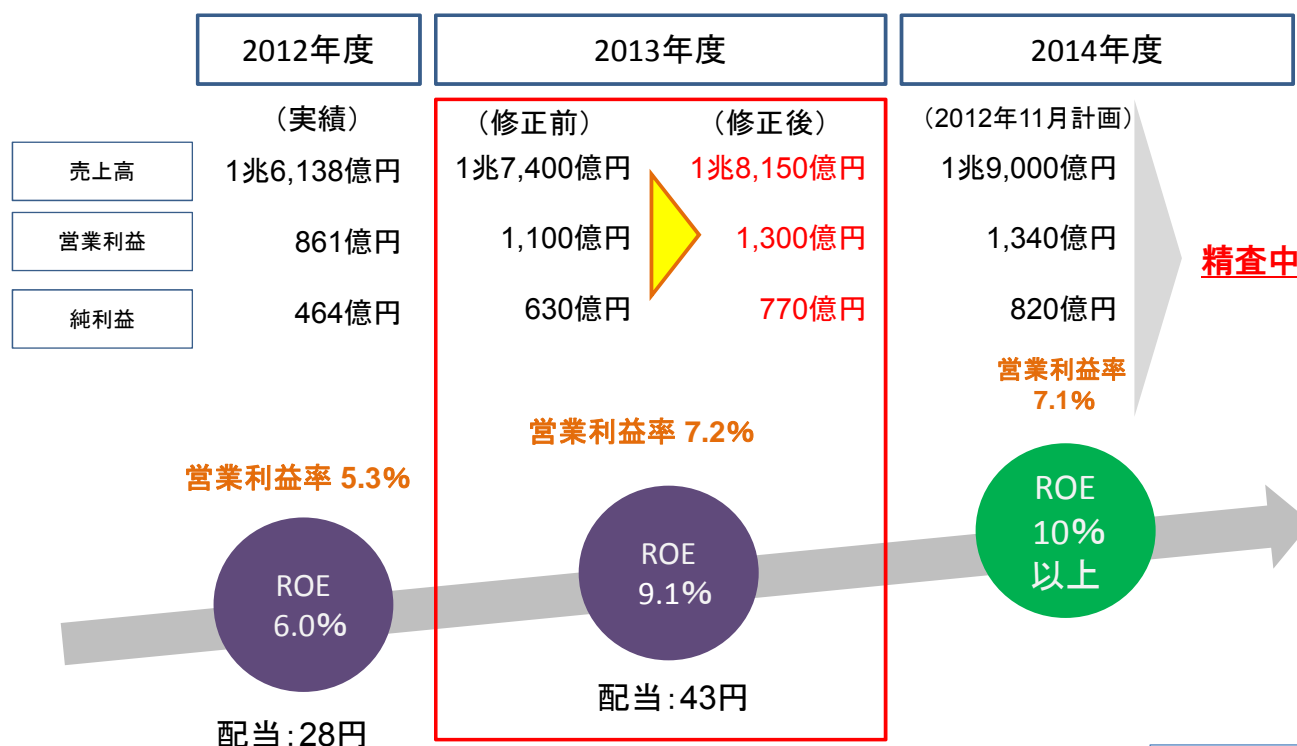 2012年度 2013年度 2014年度
（実績） （修正前） （修正後） （2012年11月計画）
売上高 1兆6,138億円 1兆7,400億円 1兆8,150億円 1兆9,000億円
営業利益 861億円 1,100億円 1,300億円 1,340億円
精査中
純利益 464億円 630億円 770億円 820億円
営業利益率
7.1%
営業利益率 7.2%
営業利益率 5.3%
ROE
10%
以上
ROE
9.1%
ROE
6.0%
配当：43円
配当：28円